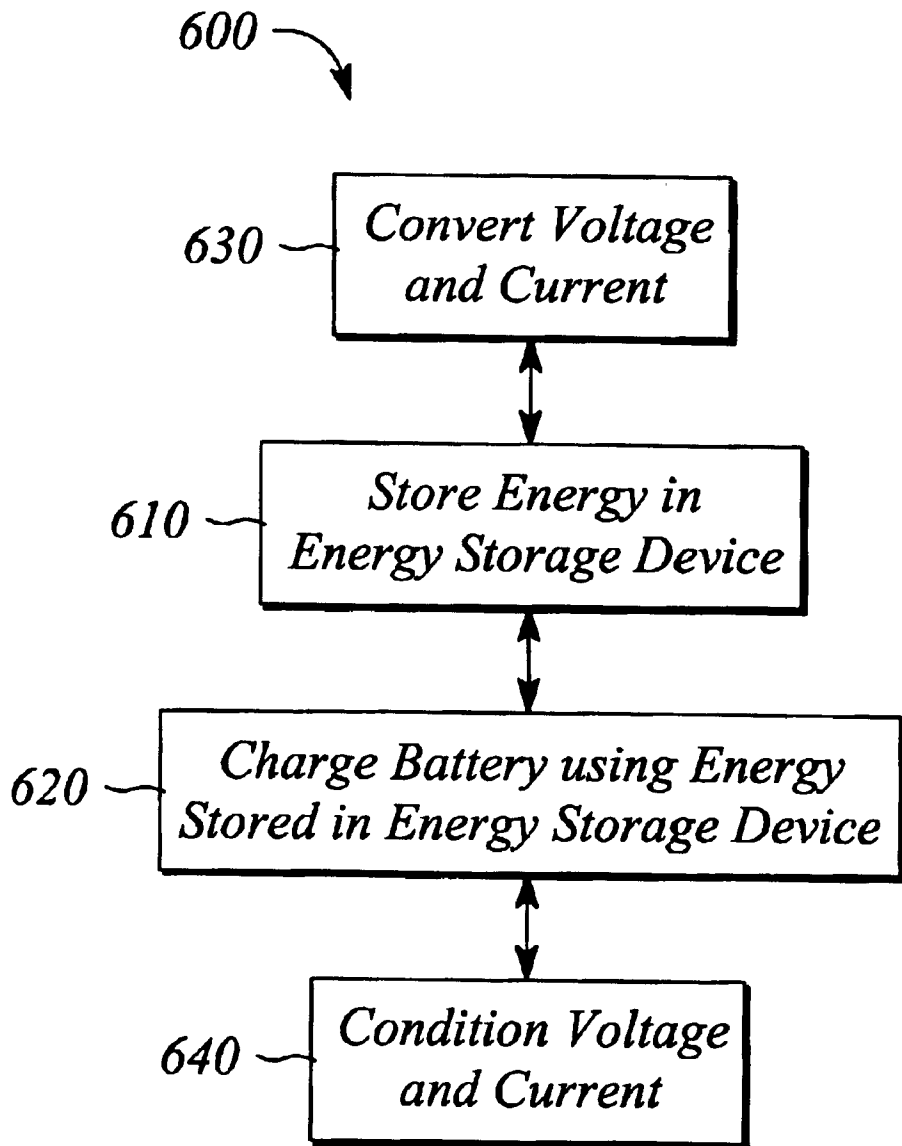 600
630
Convert Voltage
and Current
610
Store Energy in
Energy Storage Device
620
Charge Battery using Energy
Stored in Energy Storage Device
640
Condition Voltage
and Current